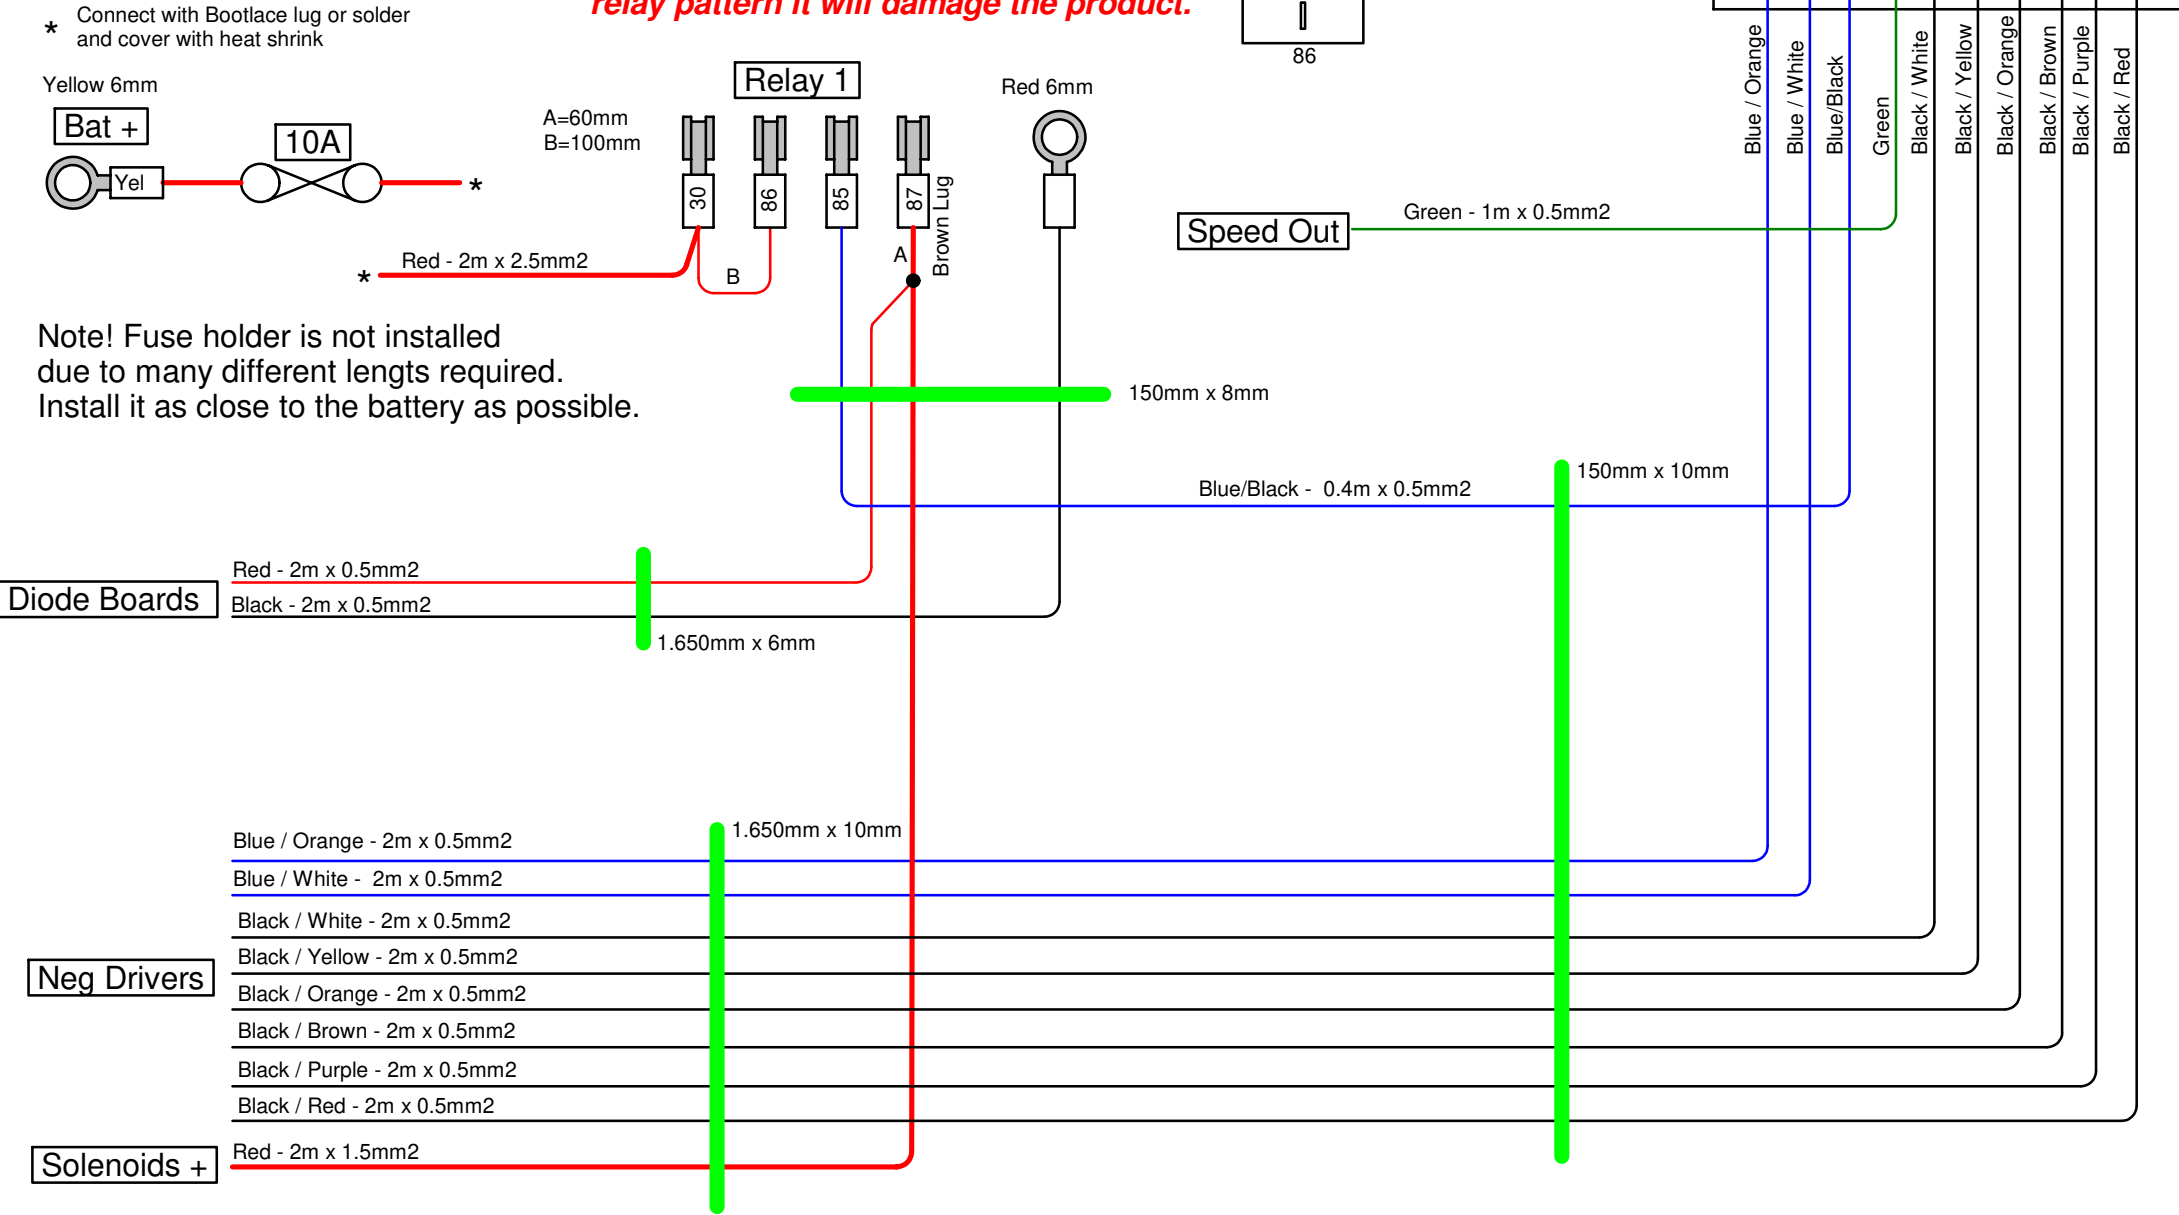 * Connect with Bootlace lug or solder
and cover with heat shrink
relay pattern it will damage the product.
86
Yellow 6mm
Bat +
Yel
10A
*
Relay 1
A=60mm
B=100mm
30
86
85
87
Brown Lug
A
B
Red 6mm
* Red - 2m x 2.5mm2
Note! Fuse holder is not installed
due to many different lengts required.
Install it as close to the battery as possible.
Speed Out
Green - 1m x 0.5mm2
Blue / Orange
Blue / White
Blue/Black
Green
Black / White
Black / Yellow
Black / Orange
Black / Brown
Black / Purple
Black / Red
150mm x 8mm
150mm x 10mm
Blue/Black - 0.4m x 0.5mm2
Diode Boards
Red - 2m x 0.5mm2
Black - 2m x 0.5mm2
1.650mm x 6mm
1.650mm x 10mm
Blue / Orange - 2m x 0.5mm2
Blue / White - 2m x 0.5mm2
Neg Drivers
Black / White - 2m x 0.5mm2
Black / Yellow - 2m x 0.5mm2
Black / Orange - 2m x 0.5mm2
Black / Brown - 2m x 0.5mm2
Black / Purple - 2m x 0.5mm2
Black / Red - 2m x 0.5mm2
Solenoids +
Red - 2m x 1.5mm2